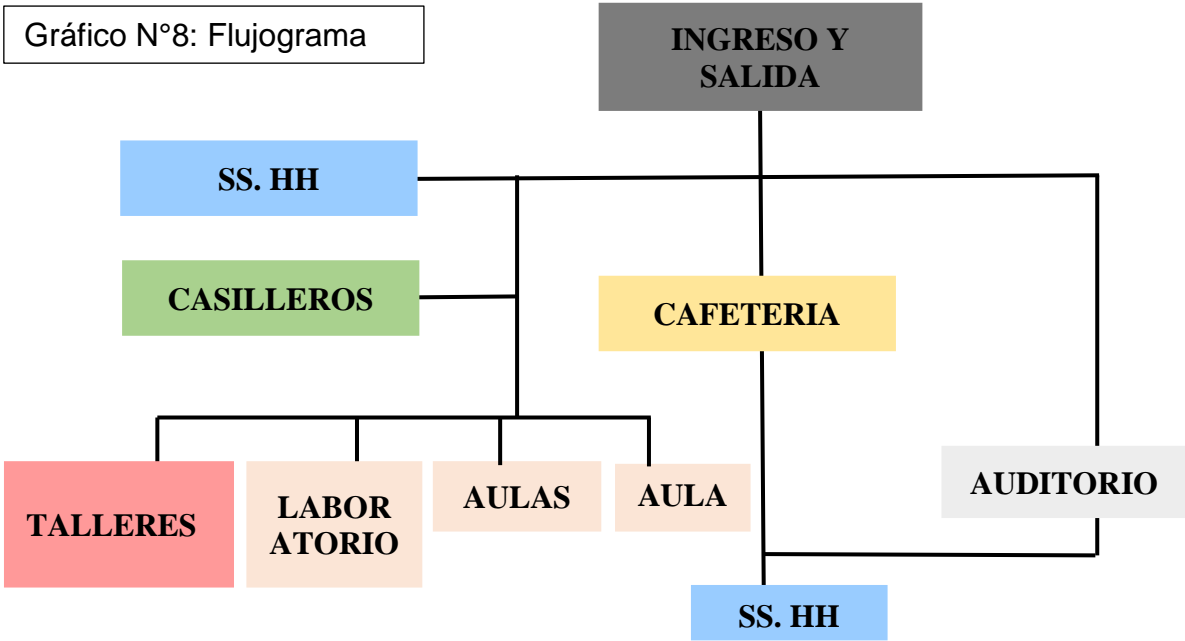 Gráfico N°8: Flujograma
INGRESO Y
SALIDA
SS. HH
CASILLEROS
CAFETERIA
TALLERES
LABOR
ATORIO
AULAS
AULA
AUDITORIO
SS. HH